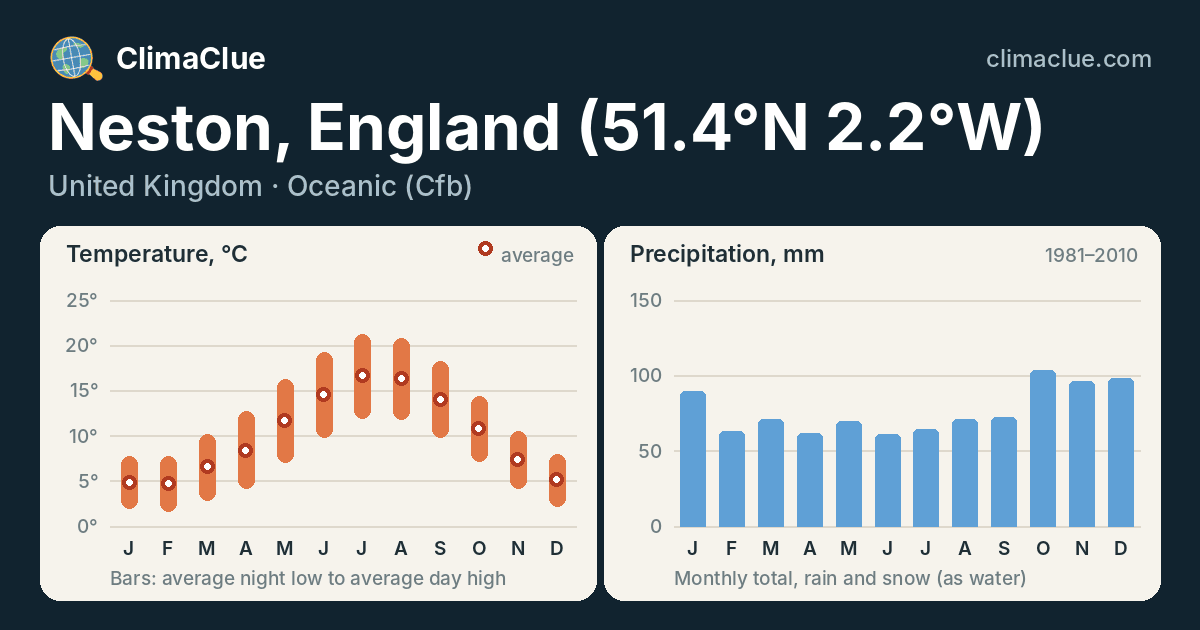 ClimaClue
climaclue.com
Neston, England (51.4°N 2.2°W)
United Kingdom · Oceanic (Cfb)
Temperature, °C
average
25°
20°
15°
10°
5°
0°
J F M A M J J A S O N D
Bars: average night low to average day high
Precipitation, mm
1981–2010
150
100
50
0
J F M A M J J A S O N D
Monthly total, rain and snow (as water)